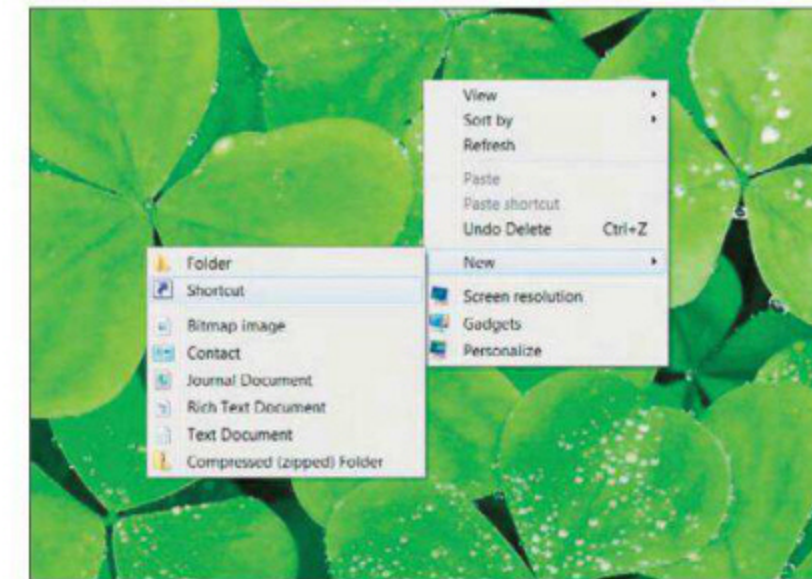 View
Sort by
Refresh
Paste
Paste shortcut
Undo Delete Ctrl+Z
New
Screen resolution
Gadgets
Personalize
Folder
Shortcut
Bitmap image
Contact
Journal Document
Rich Text Document
Text Document
Compressed (zipped) Folder